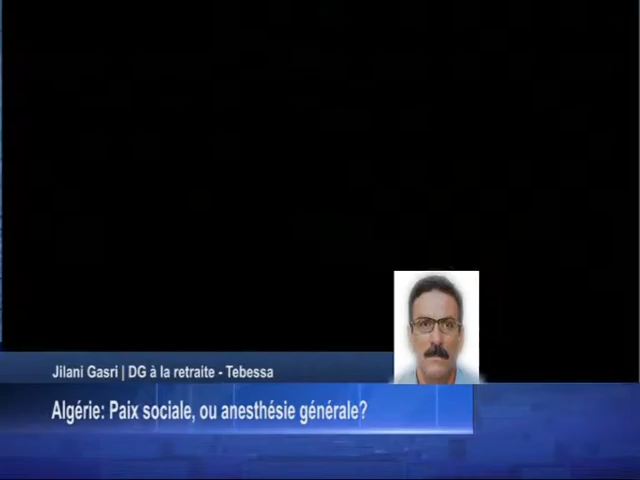 Jilani Gasri | DG à la retraite - Tebessa
Algérie: Paix sociale, ou anesthésie générale?